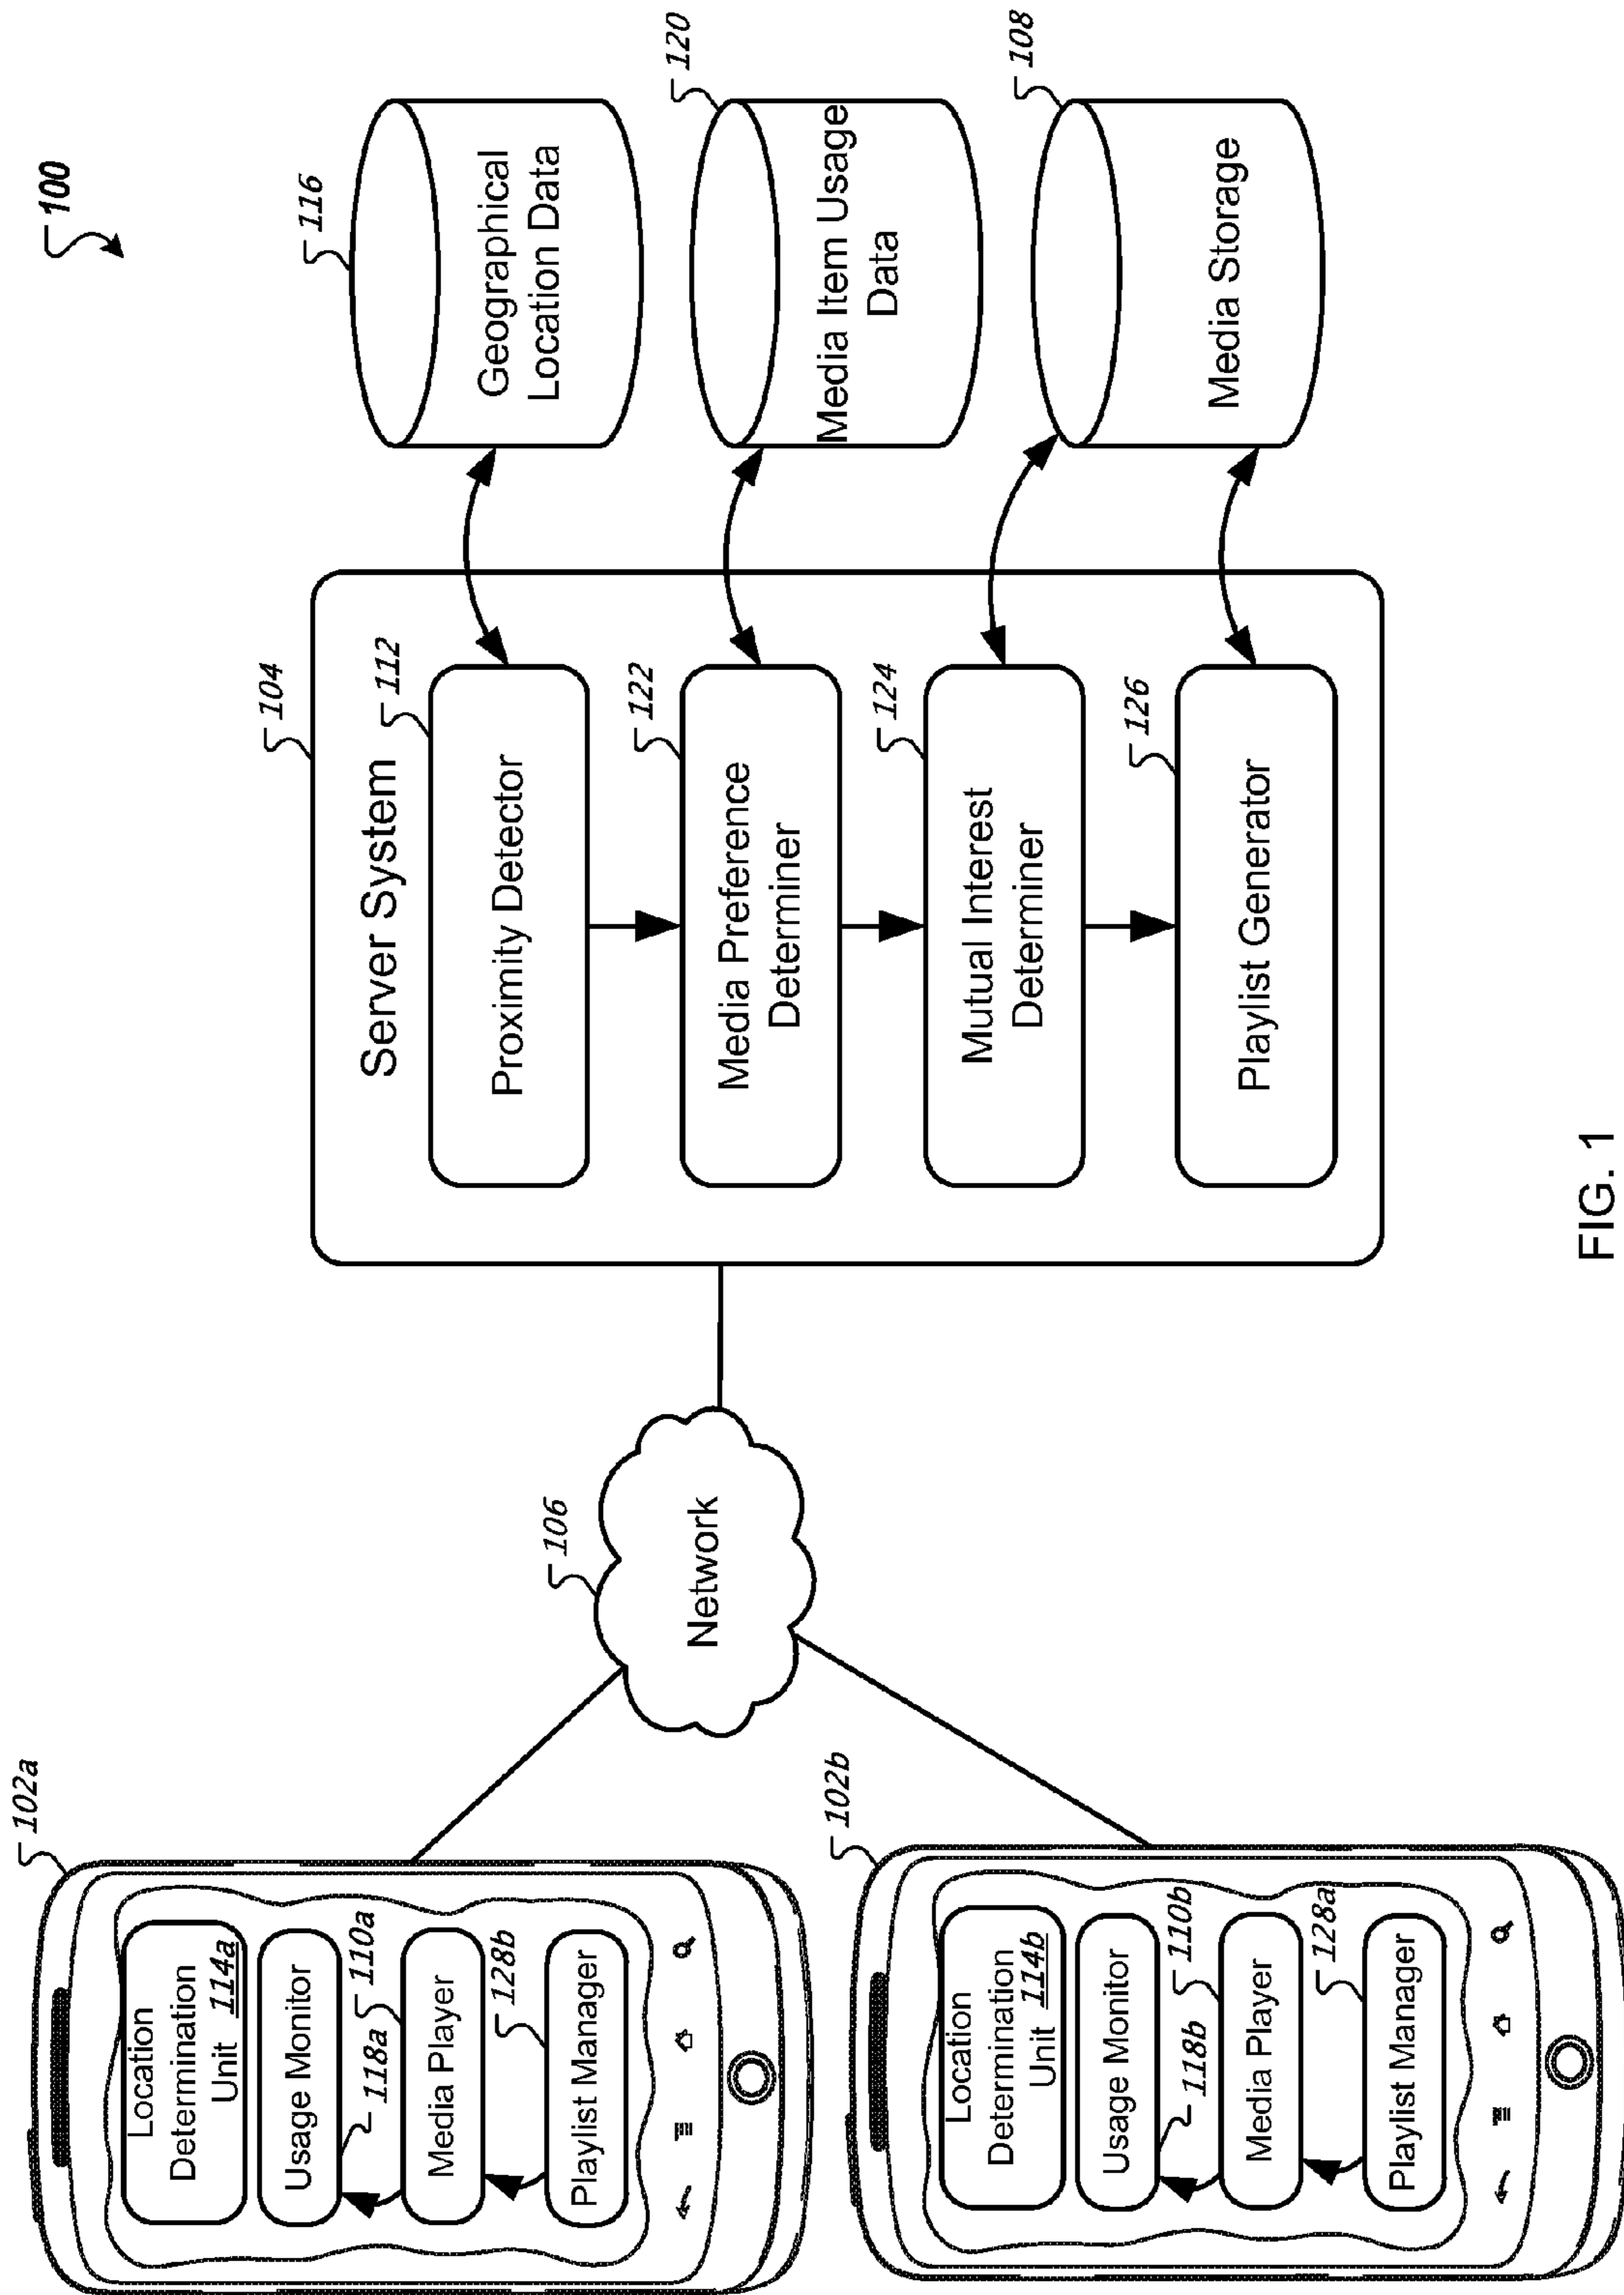 100
102a
Location
Determination
Unit 114a
Usage Monitor
118a
110a
Media Player
128b
Playlist Manager
102b
Location
Determination
Unit 114b
Usage Monitor
118b
110b
Media Player
128a
Playlist Manager
106
Network
104
Server System
112
Proximity Detector
122
Media Preference
Determiner
124
Mutual Interest
Determiner
126
Playlist Generator
116
Geographical
Location Data
120
Media Item Usage
Data
108
Media Storage
FIG. 1